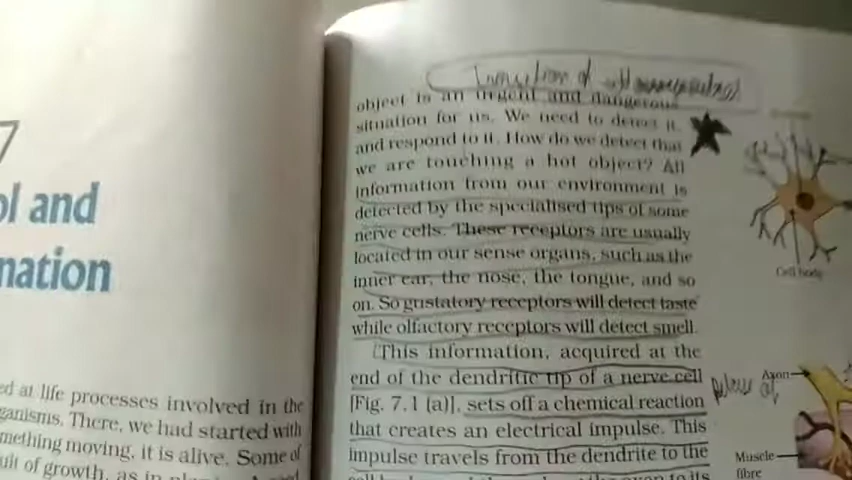 7
ol and
nation
ed at life processes involved in the
ganisms. There, we had started with
mething moving, it is alive. Some of
uit of growth, as in
of
object is an urgent and dangerous
situation for us. We need to detect it,
and respond to it. How do we detect that
we are touching a hot object? All
information from our environment is
detected by the specialised tips of some
nerve cells. These receptors are usually
located in our sense organs, such as the
inner ear, the nose, the tongue, and so
on. So gustatory receptors will detect taste
while olfactory receptors will detect smell.
This information, acquired at the
end of the dendritic tip of a nerve cell
[Fig. 7.1 (a)], sets off a chemical reaction
that creates an electrical impulse. This
impulse travels from the dendrite to the
Cell body
Axon
Muscle
fibre